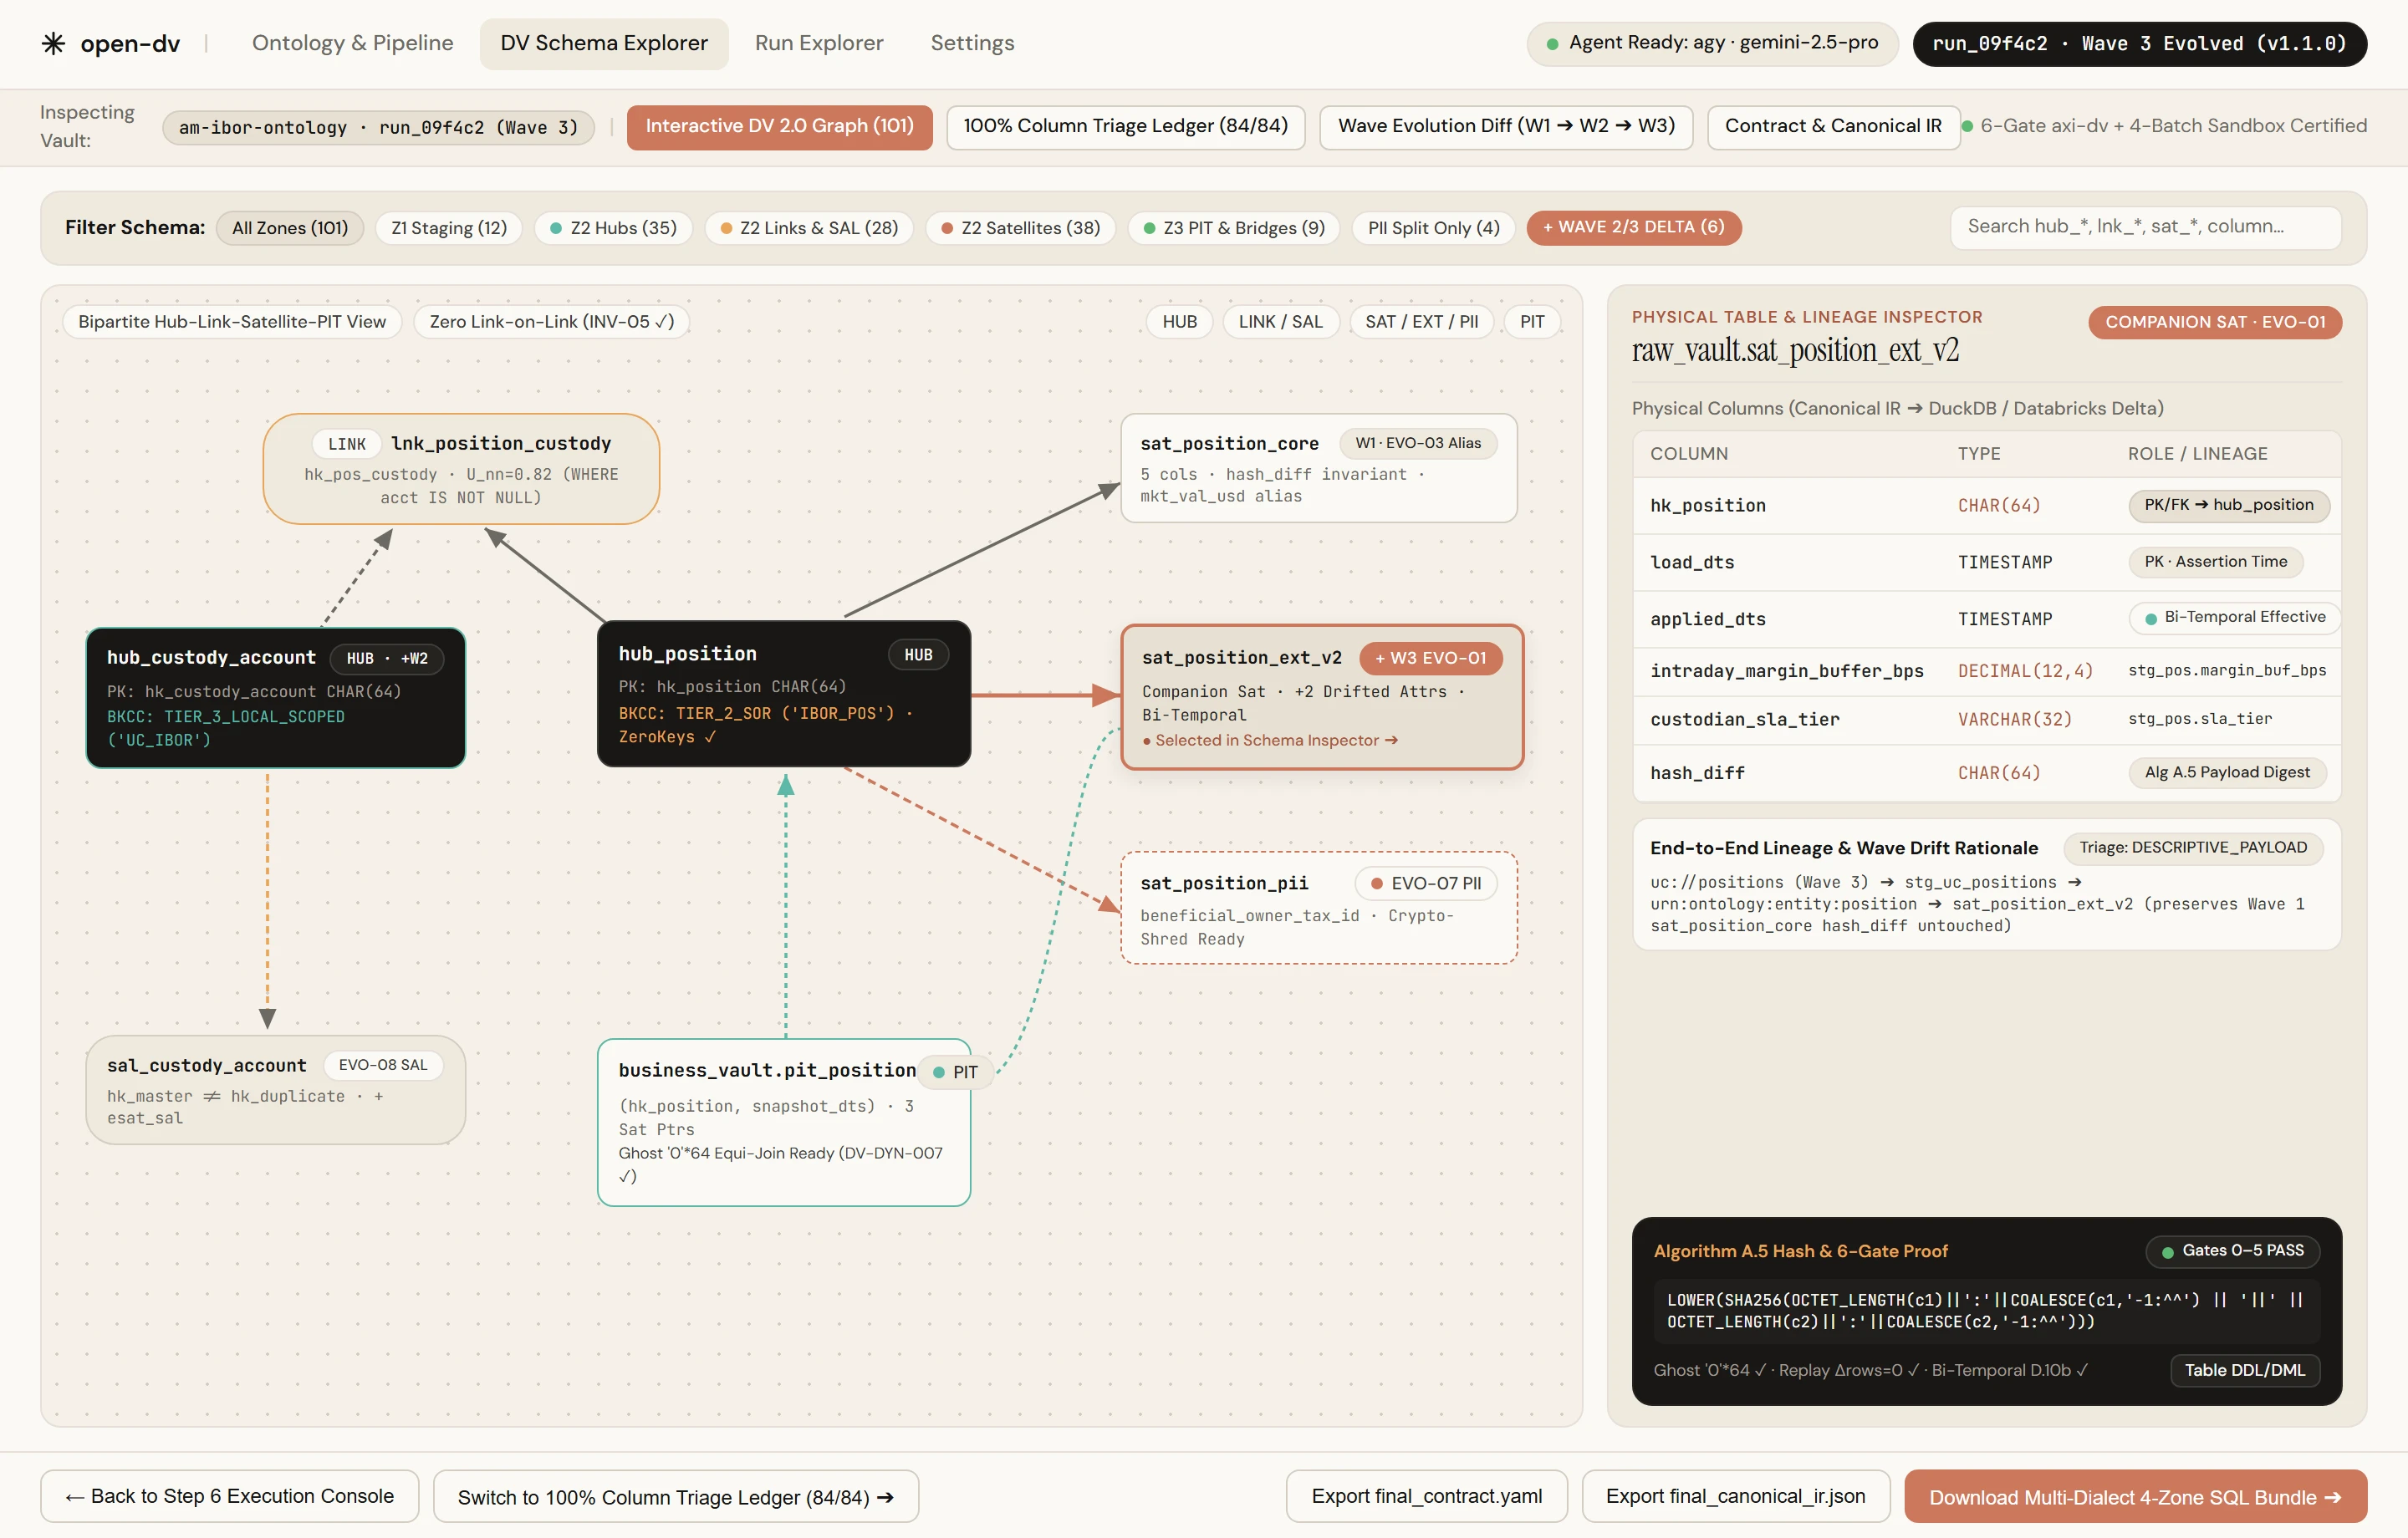 open-dv
Ontology & Pipeline
DV Schema Explorer
Run Explorer
Settings
Agent Ready: agy · gemini-2.5-pro
run_09f4c2 · Wave 3 Evolved (v1.1.0)
Inspecting
Vault:
am-ibor-ontology · run_09f4c2 (Wave 3)
Interactive DV 2.0 Graph (101)
100% Column Triage Ledger (84/84)
Wave Evolution Diff (W1 → W2 → W3)
Contract & Canonical IR
6-Gate axi-dv + 4-Batch Sandbox Certified
Filter Schema:
All Zones (101)
Z1 Staging (12)
Z2 Hubs (35)
Z2 Links & SAL (28)
Z2 Satellites (38)
Z3 PIT & Bridges (9)
PII Split Only (4)
+ WAVE 2/3 DELTA (6)
Search hub_*, lnk_*, sat_*, column...
Bipartite Hub-Link-Satellite-PIT View
Zero Link-on-Link (INV-05 ✓)
HUB
LINK / SAL
SAT / EXT / PII
PIT
LINK lnk_position_custody
hk_pos_custody · U_nn=0.82 (WHERE
acct IS NOT NULL)
sat_position_core
W1 · EVO-03 Alias
5 cols · hash_diff invariant ·
mkt_val_usd alias
hub_custody_account
HUB · +W2
PK: hk_custody_account CHAR(64)
BKCC: TIER_3_LOCAL_SCOPED
('UC_IBOR')
hub_position
HUB
PK: hk_position CHAR(64)
BKCC: TIER_2_SOR ('IBOR_POS') ·
ZeroKeys ✓
sat_position_ext_v2
+ W3 EVO-01
Companion Sat · +2 Drifted Attrs ·
Bi-Temporal
● Selected in Schema Inspector →
sat_position_pii
EVO-07 PII
beneficial_owner_tax_id · Crypto-
Shred Ready
sal_custody_account
EVO-08 SAL
hk_master ≠ hk_duplicate · +
esat_sal
business_vault.pit_position
PIT
(hk_position, snapshot_dts) · 3
Sat Ptrs
Ghost '0'*64 Equi-Join Ready (DV-DYN-007
✓)
PHYSICAL TABLE & LINEAGE INSPECTOR
raw_vault.sat_position_ext_v2
COMPANION SAT · EVO-01
Physical Columns (Canonical IR → DuckDB / Databricks Delta)
COLUMN TYPE ROLE / LINEAGE
hk_position CHAR(64) PK/FK → hub_position
load_dts TIMESTAMP PK · Assertion Time
applied_dts TIMESTAMP Bi-Temporal Effective
intraday_margin_buffer_bps DECIMAL(12,4) stg_pos.margin_buf_bps
custodian_sla_tier VARCHAR(32) stg_pos.sla_tier
hash_diff CHAR(64) Alg A.5 Payload Digest
End-to-End Lineage & Wave Drift Rationale
Triage: DESCRIPTIVE_PAYLOAD
uc://positions (Wave 3) → stg_uc_positions →
urn:ontology:entity:position → sat_position_ext_v2 (preserves Wave 1
sat_position_core hash_diff untouched)
Algorithm A.5 Hash & 6-Gate Proof
Gates 0–5 PASS
LOWER(SHA256(OCTET_LENGTH(c1)||':'||COALESCE(c1,'-1:^^') || '||' ||
OCTET_LENGTH(c2)||':'||COALESCE(c2,'-1:^^')))
Ghost '0'*64 ✓ · Replay Δrows=0 ✓ · Bi-Temporal D.10b ✓
Table DDL/DML
← Back to Step 6 Execution Console
Switch to 100% Column Triage Ledger (84/84) →
Export final_contract.yaml
Export final_canonical_ir.json
Download Multi-Dialect 4-Zone SQL Bundle →